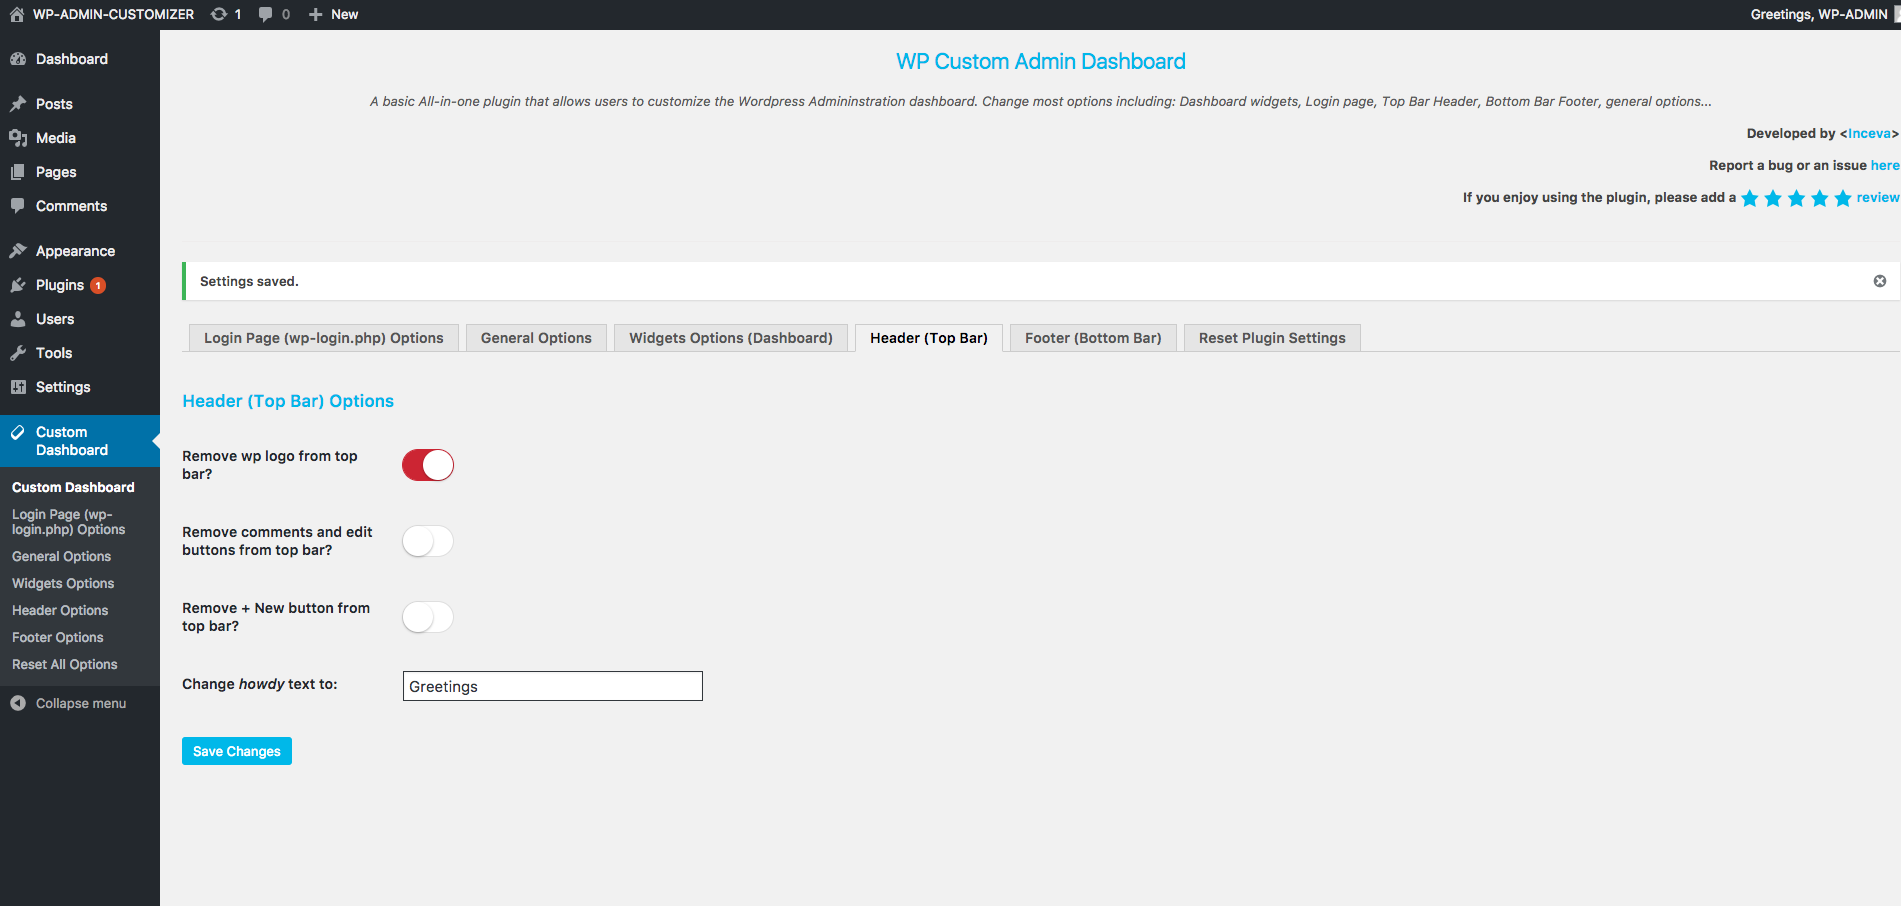 WP-ADMIN-CUSTOMIZER 1 0 New Greetings, WP-ADMIN
Dashboard
Posts
Media
Pages
Comments
Appearance
Plugins 1
Users
Tools
Settings
Custom
Dashboard
Custom Dashboard
Login Page (wp-
login.php) Options
General Options
Widgets Options
Header Options
Footer Options
Reset All Options
Collapse menu
WP Custom Admin Dashboard
A basic All-in-one plugin that allows users to customize the Wordpress Admininstration dashboard. Change most options including: Dashboard widgets, Login page, Top Bar Header, Bottom Bar Footer, general options...
Developed by <Inceva>
Report a bug or an issue here
If you enjoy using the plugin, please add a ★★★★★ review
Settings saved.
Login Page (wp-login.php) Options General Options Widgets Options (Dashboard) Header (Top Bar) Footer (Bottom Bar) Reset Plugin Settings
Header (Top Bar) Options
Remove wp logo from top
bar?
Remove comments and edit
buttons from top bar?
Remove + New button from
top bar?
Change howdy text to: Greetings
Save Changes